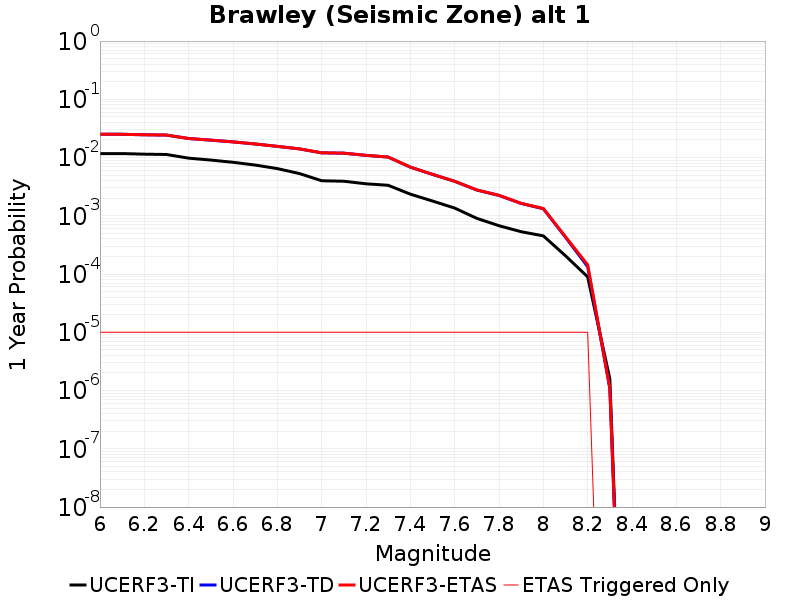 Brawley (Seismic Zone) alt 1
1 Year Probability
10^0
10^-1
10^-2
10^-3
10^-4
10^-5
10^-6
10^-7
10^-8
6 6.2 6.4 6.6 6.8 7 7.2 7.4 7.6 7.8 8 8.2 8.4 8.6 8.8 9
Magnitude
UCERF3-TI UCERF3-TD UCERF3-ETAS ETAS Triggered Only